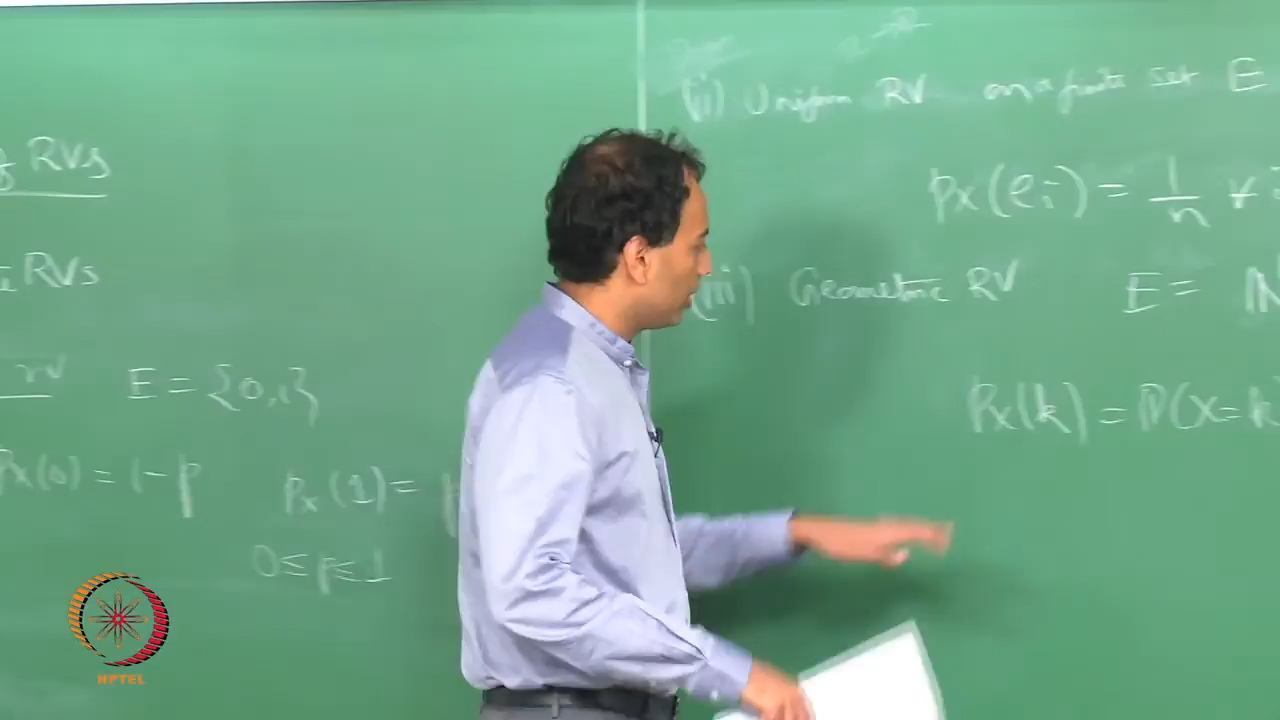 RVs
RVs
rv E = {0,1}
Px(0) = 1-p Px(1) = p
0 ≤ p ≤ 1
(ii) Uniform RV on a finite set E
Px(ei) = 1/n ∀ i
(iii) Geometric RV E = N
Px(k) = P(X=k
NPTEL